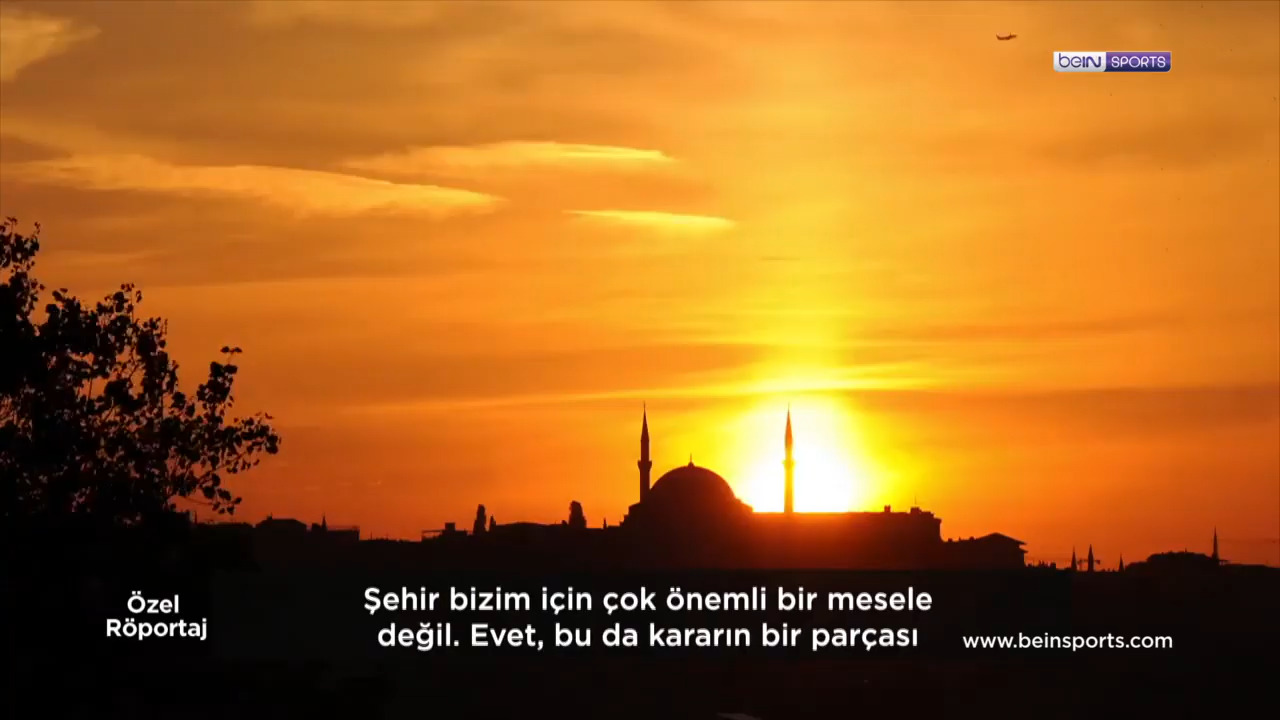 beIN SPORTS
Özel
Röportaj
Şehir bizim için çok önemli bir mesele
değil. Evet, bu da kararın bir parçası
www.beinsports.com